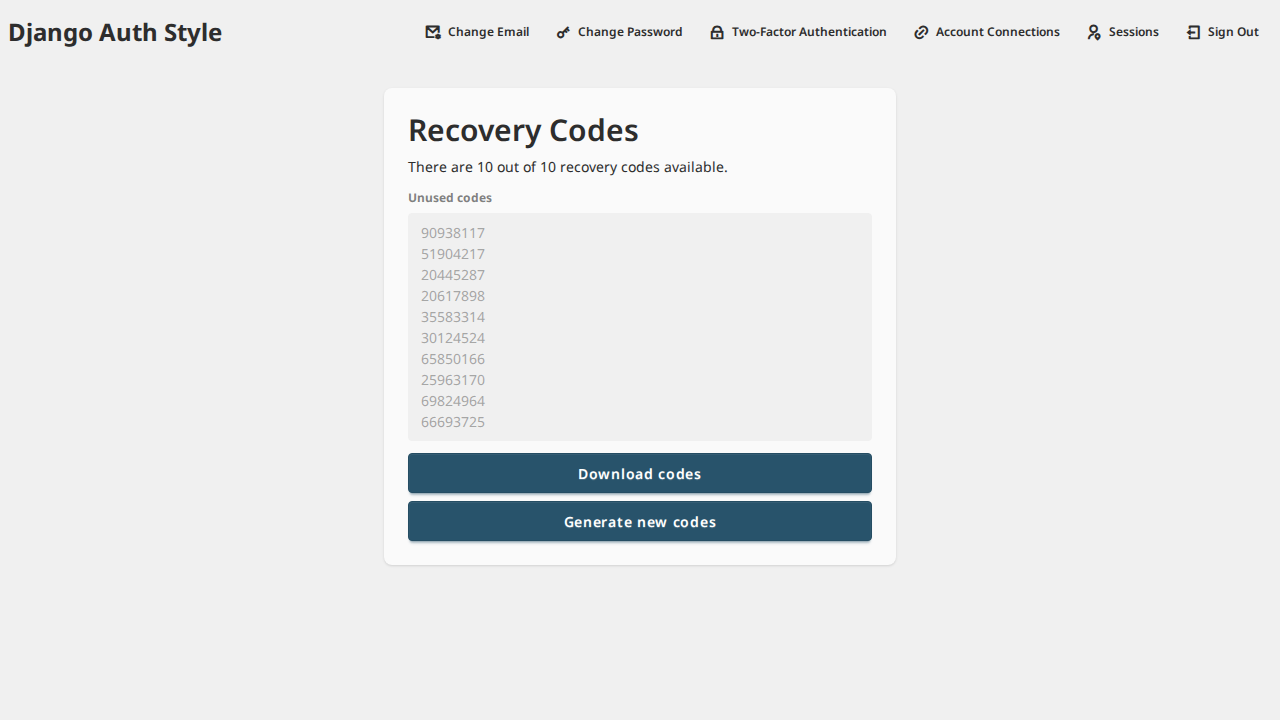 Django Auth Style
Change Email
Change Password
Two-Factor Authentication
Account Connections
Sessions
Sign Out
Recovery Codes
There are 10 out of 10 recovery codes available.
Unused codes
90938117
51904217
20445287
20617898
35583314
30124524
65850166
25963170
69824964
66693725
Download codes
Generate new codes